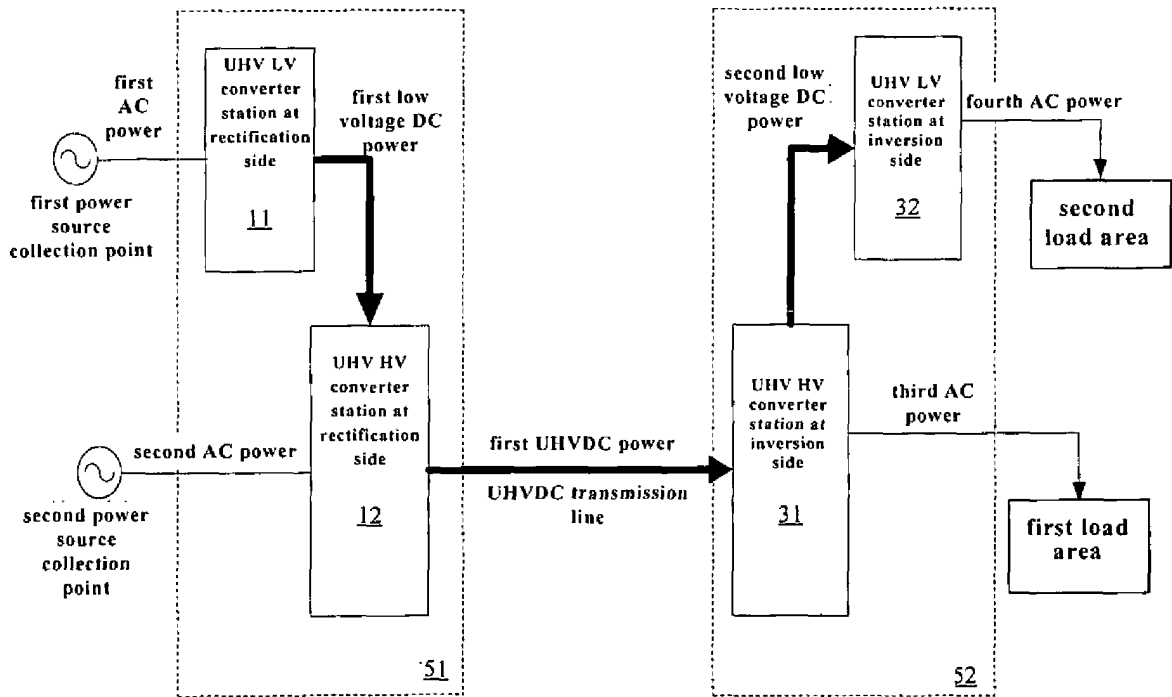 first
AC
power
first power
source
collection point
UHV LV
converter
station at
rectification
side
11
first low
voltage DC
power
second AC power
second power
source
collection
point
UHV HV
converter
station at
rectification
side
12
51
first UHVDC power
UHVDC transmission
line
second low
voltage DC
power
UHV LV
converter
station at
inversion
side
32
fourth AC power
second
load area
UHV HV
converter
station at
inversion
side
31
third AC
power
first load
area
52